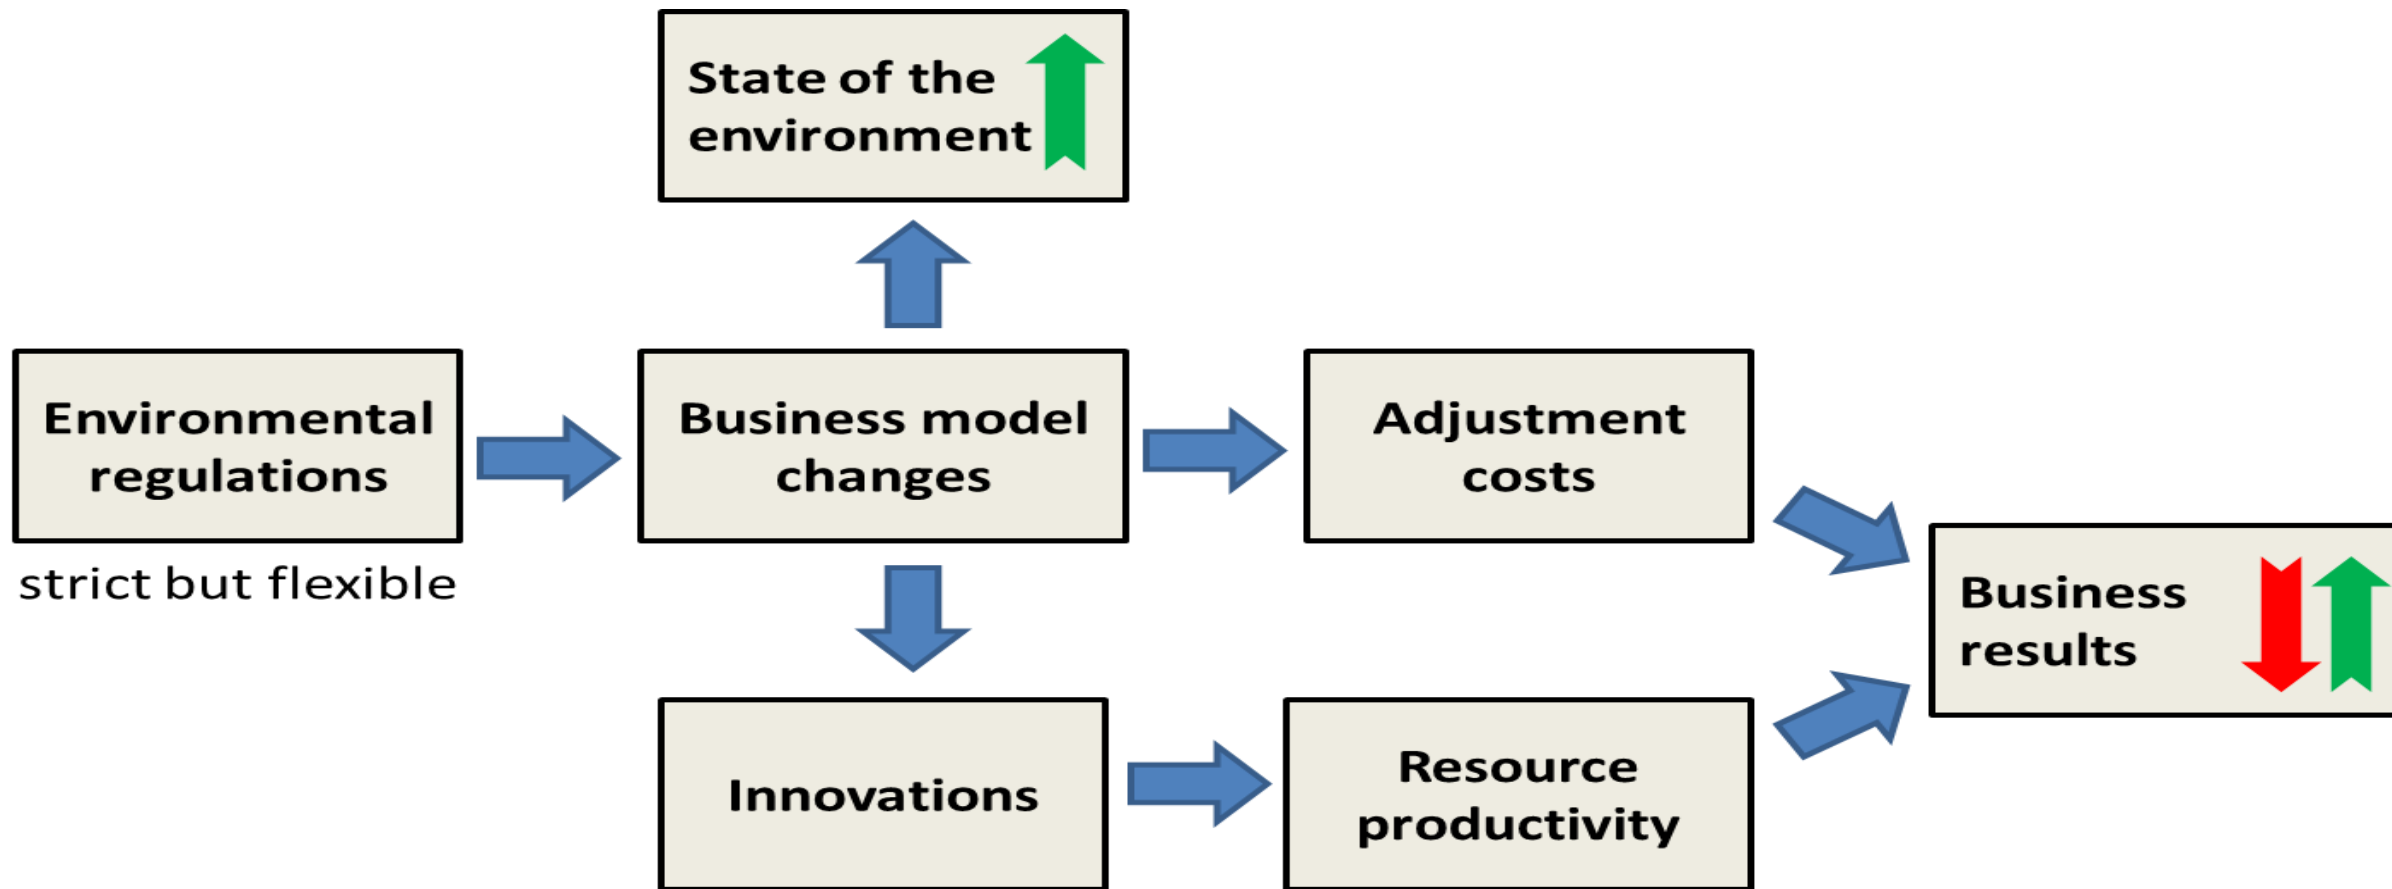 State of the
environment
Environmental
regulations
strict but flexible
Business model
changes
Adjustment
costs
Business
results
Innovations
Resource
productivity